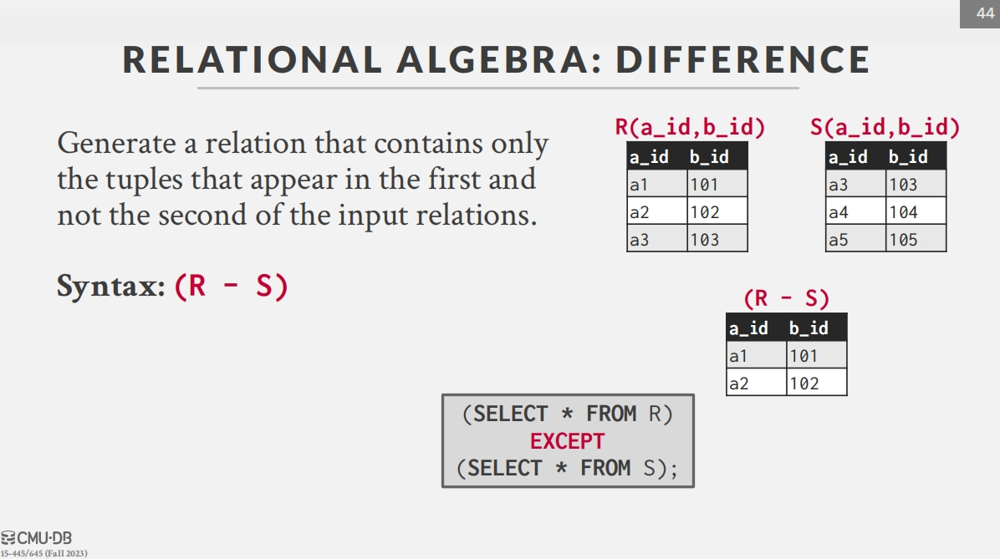 44
RELATIONAL ALGEBRA: DIFFERENCE
Generate a relation that contains only
the tuples that appear in the first and
not the second of the input relations.
Syntax: (R - S)
R(a_id,b_id)
a_id b_id
a1 101
a2 102
a3 103
S(a_id,b_id)
a_id b_id
a3 103
a4 104
a5 105
(R - S)
a_id b_id
a1 101
a2 102
(SELECT * FROM R)
EXCEPT
(SELECT * FROM S);
CMU·DB
15-445/645 (Fall 2023)